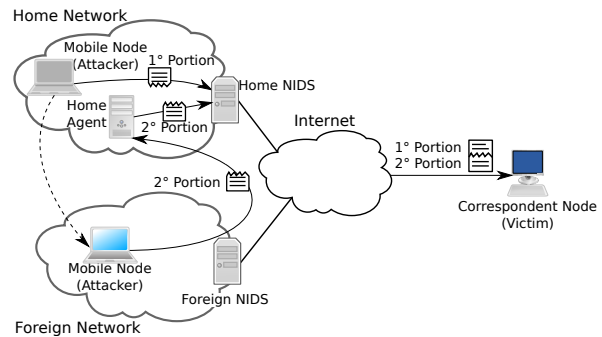 Home Network
Mobile Node
(Attacker)
1° Portion
Home NIDS
Home
Agent
2° Portion
Internet
1° Portion
2° Portion
2° Portion
Correspondent Node
(Victim)
Mobile Node
(Attacker)
Foreign NIDS
Foreign Network